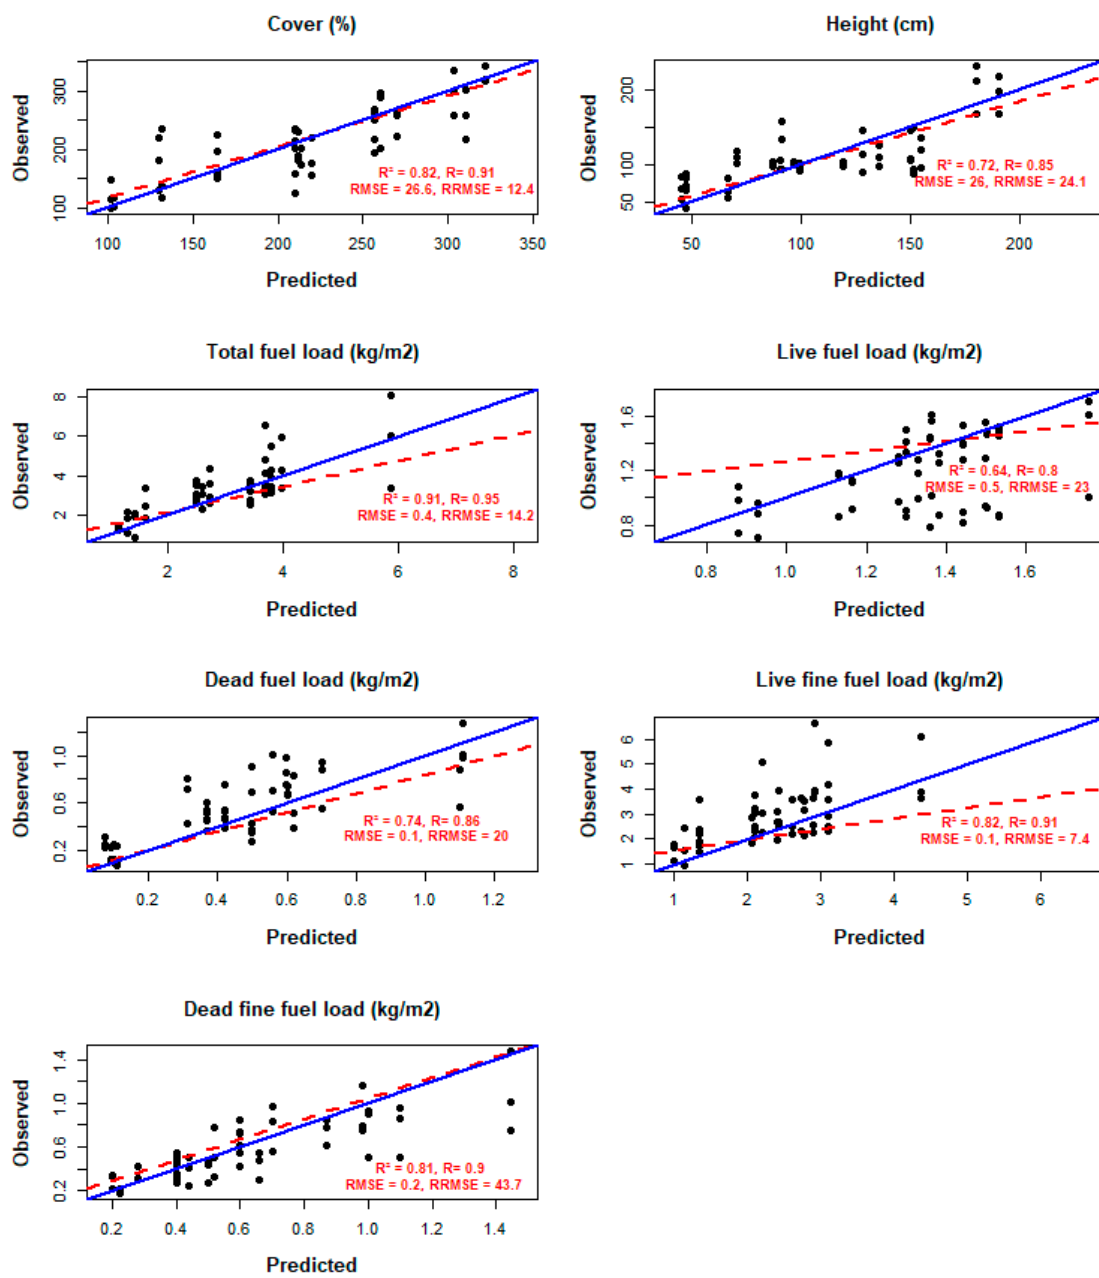 Cover (%)
Observed
100 200 300
R² = 0.82, R= 0.91
RMSE = 26.6, RRMSE = 12.4
100 150 200 250 300 350
Predicted
Height (cm)
Observed
50 100 200
R² = 0.72, R= 0.85
RMSE = 26, RRMSE = 24.1
50 100 150 200
Predicted
Total fuel load (kg/m2)
Observed
2 4 6 8
R² = 0.91, R= 0.95
RMSE = 0.4, RRMSE = 14.2
2 4 6 8
Predicted
Live fuel load (kg/m2)
Observed
0.8 1.2 1.6
R² = 0.64, R= 0.8
RMSE = 0.5, RRMSE = 23
0.8 1.0 1.2 1.4 1.6
Predicted
Dead fuel load (kg/m2)
Observed
0.2 0.6 1.0
R² = 0.74, R= 0.86
RMSE = 0.1, RRMSE = 20
0.2 0.4 0.6 0.8 1.0 1.2
Predicted
Live fine fuel load (kg/m2)
Observed
1 2 3 4 5 6
R² = 0.82, R= 0.91
RMSE = 0.1, RRMSE = 7.4
1 2 3 4 5 6
Predicted
Dead fine fuel load (kg/m2)
Observed
0.2 0.6 1.0 1.4
R² = 0.81, R= 0.9
RMSE = 0.2, RRMSE = 43.7
0.2 0.4 0.6 0.8 1.0 1.2 1.4
Predicted